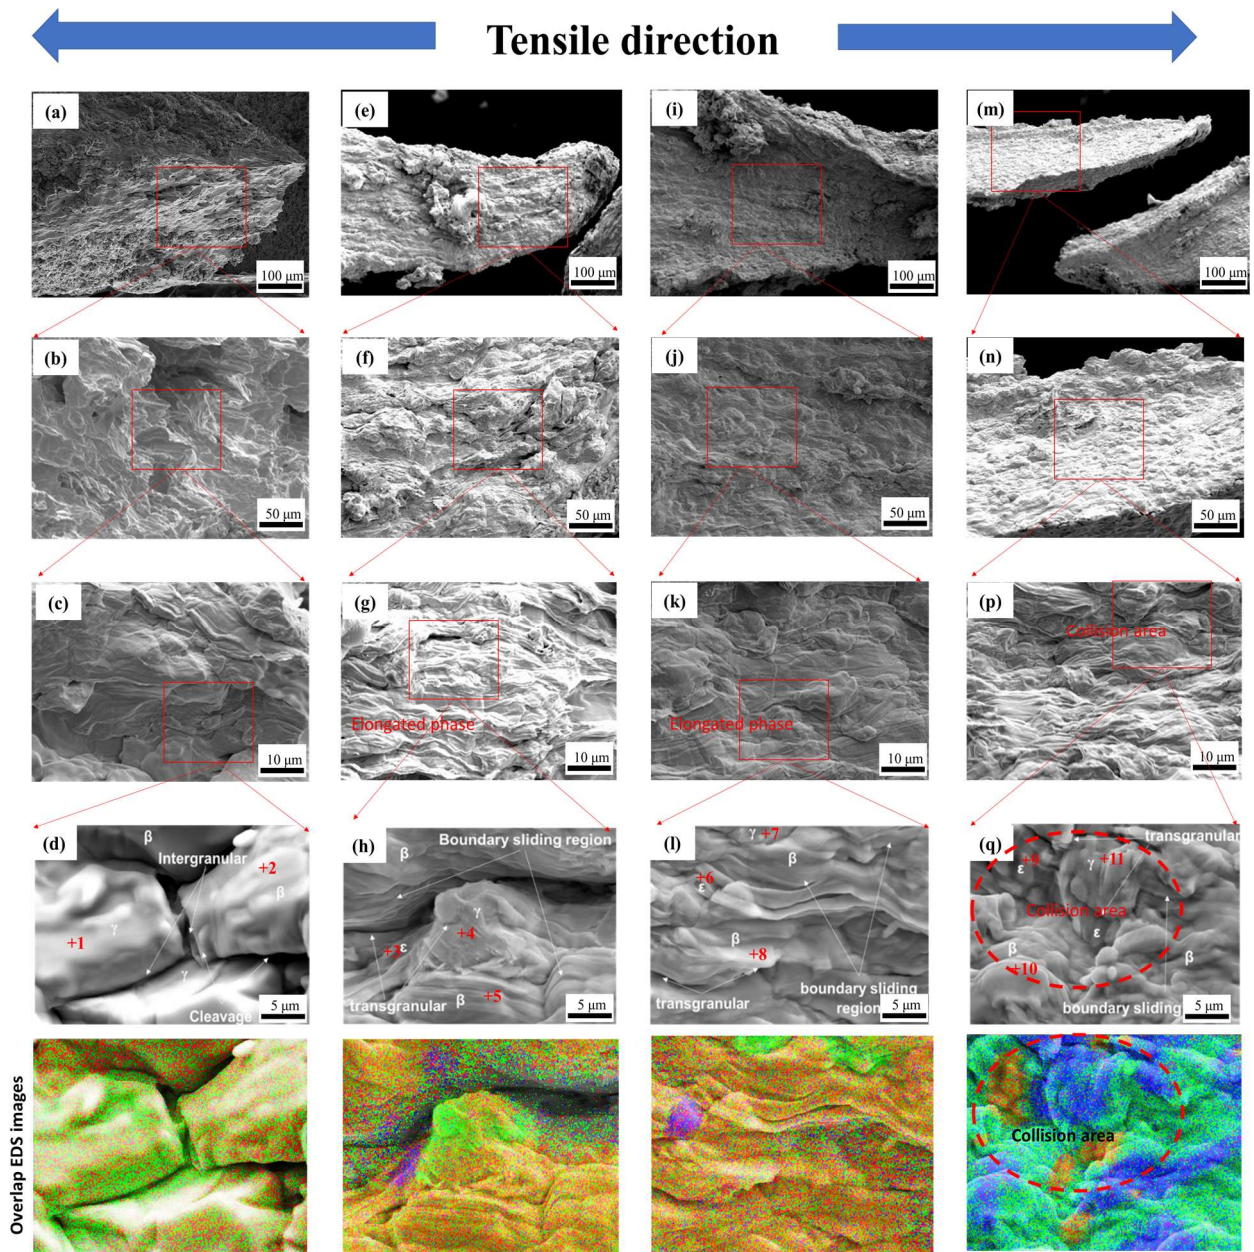 Tensile direction
(a)
(e)
(i)
(m)
100 μm
100 μm
100 μm
100 μm
(b)
(f)
(j)
(n)
50 μm
50 μm
50 μm
50 μm
(c)
(g)
(k)
(p)
Collision area
Elongated phase
Elongated phase
10 μm
10 μm
10 μm
10 μm
(d)
β
Intergranular
+2
β
γ
+1
γ
Cleavage
5 μm
(h)
Boundary sliding region
β
γ
+4
+3
ε
transgranular
β
+5
5 μm
(l)
γ
+7
β
+6
ε
β
+8
transgranular
boundary sliding
region
5 μm
(q)
transgranular
+9
γ
+11
ε
Collision area
ε
β
+10
β
boundary sliding
5 μm
Overlap EDS images
Collision area